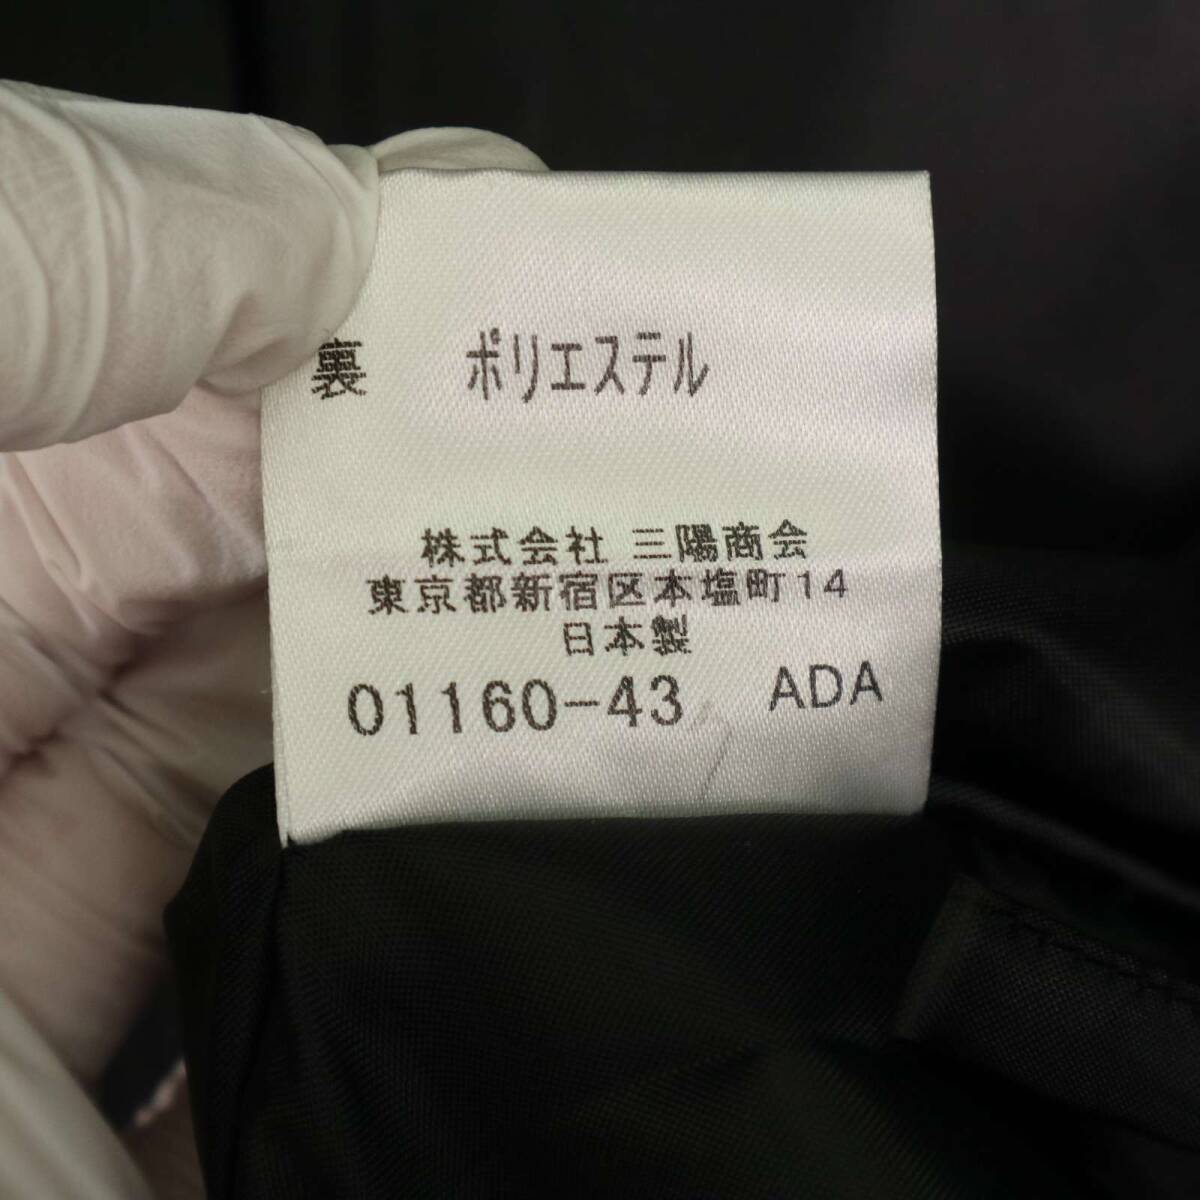 裏 ポリエステル
株式会社 三陽商会
東京都新宿区本塩町14
日本製
01160-43 ADA